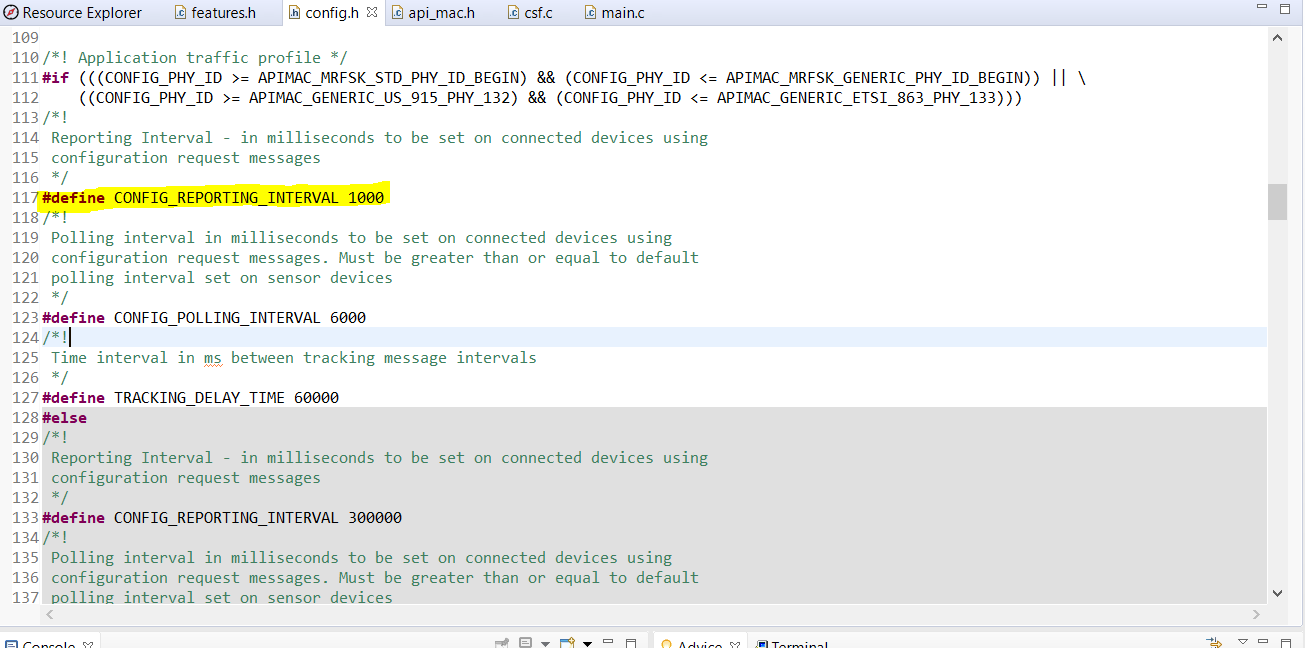 Resource Explorer features.h config.h api_mac.h csf.c main.c
109
110 /*! Application traffic profile */
111 #if (((CONFIG_PHY_ID >= APIMAC_MRFSK_STD_PHY_ID_BEGIN) && (CONFIG_PHY_ID <= APIMAC_MRFSK_GENERIC_PHY_ID_BEGIN)) || \
112 ((CONFIG_PHY_ID >= APIMAC_GENERIC_US_915_PHY_132) && (CONFIG_PHY_ID <= APIMAC_GENERIC_ETSI_863_PHY_133)))
113 /*!
114 Reporting Interval - in milliseconds to be set on connected devices using
115 configuration request messages
116 */
117 #define CONFIG_REPORTING_INTERVAL 1000
118 /*!
119 Polling interval in milliseconds to be set on connected devices using
120 configuration request messages. Must be greater than or equal to default
121 polling interval set on sensor devices
122 */
123 #define CONFIG_POLLING_INTERVAL 6000
124 /*!
125 Time interval in ms between tracking message intervals
126 */
127 #define TRACKING_DELAY_TIME 60000
128 #else
129 /*!
130 Reporting Interval - in milliseconds to be set on connected devices using
131 configuration request messages
132 */
133 #define CONFIG_REPORTING_INTERVAL 300000
134 /*!
135 Polling interval in milliseconds to be set on connected devices using
136 configuration request messages. Must be greater than or equal to default
137 polling interval set on sensor devices
Console Advice Terminal